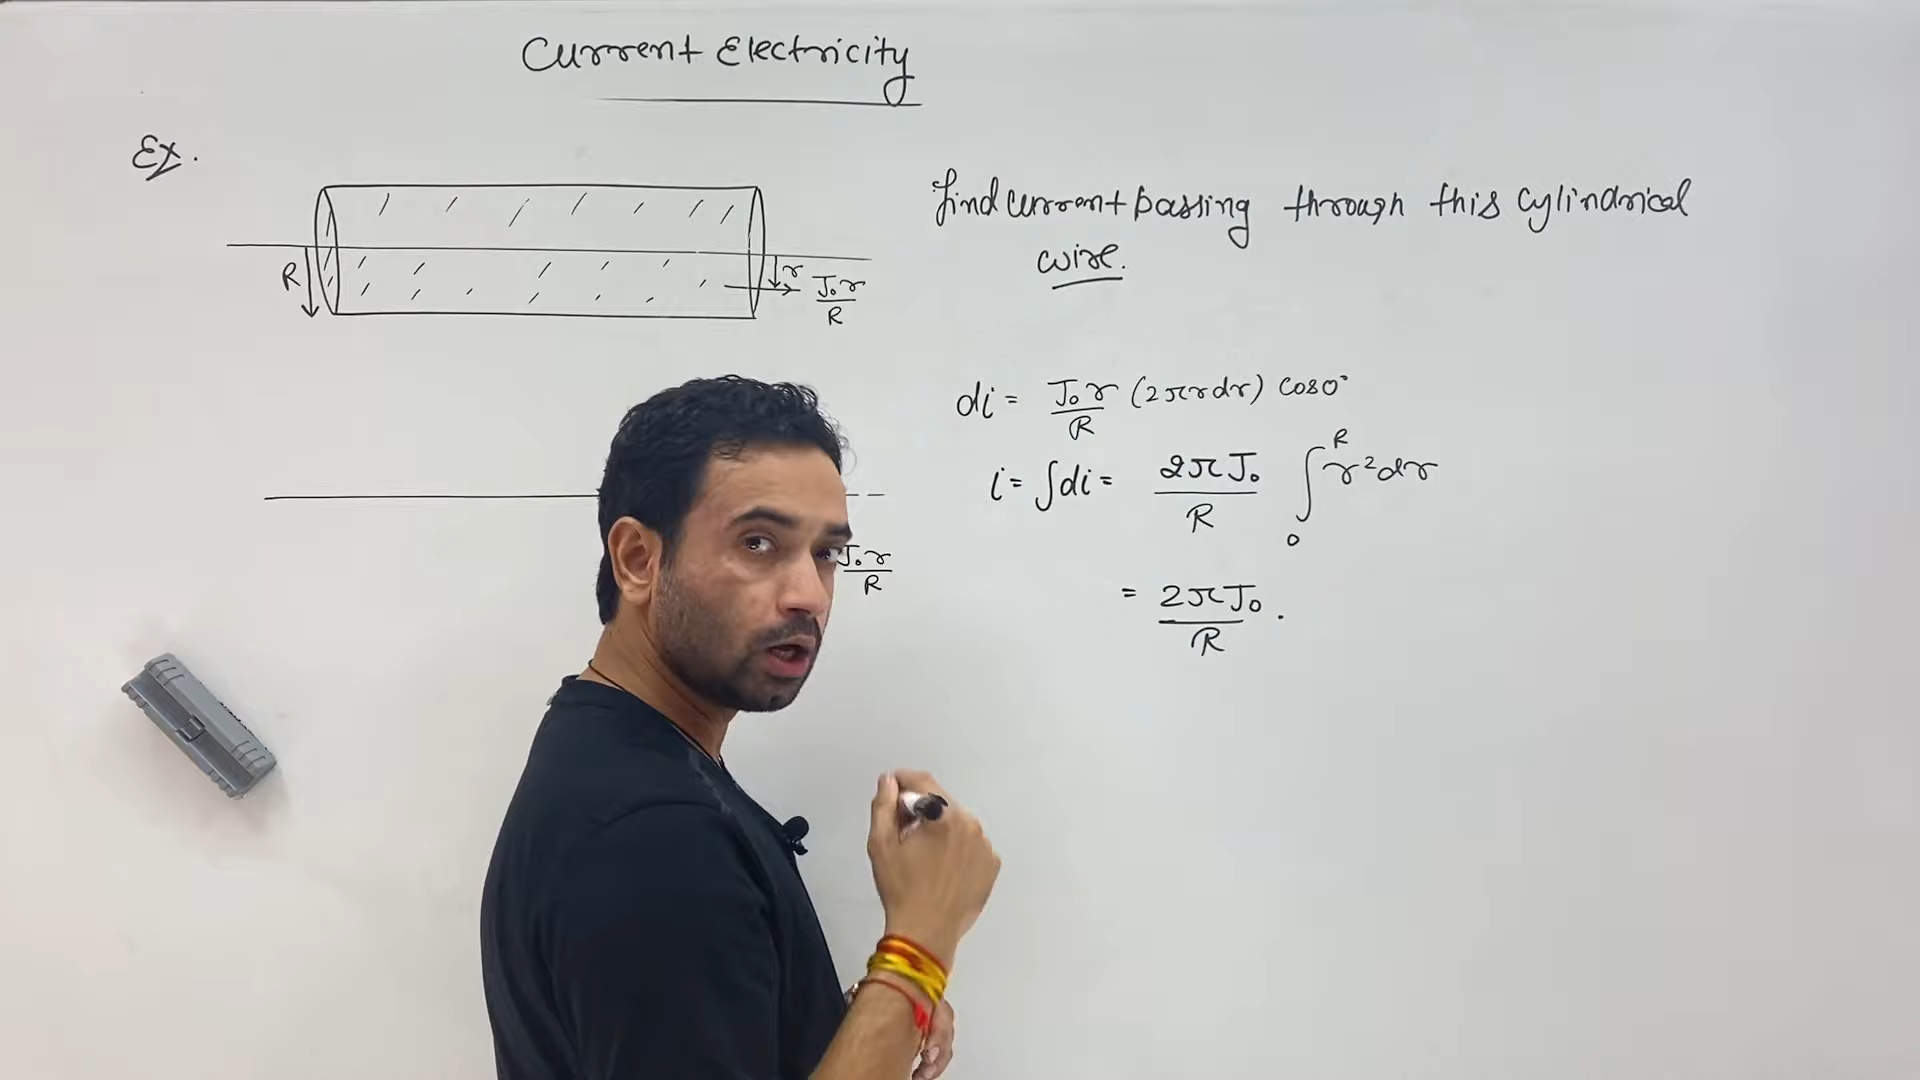 Current Electricity
Ex.
find current passing through this cylindrical
wire.
R
r
J₀r
R
di = J₀r/R (2πrdr) cos0°
i = ∫di = 2πJ₀/R ∫₀ᴿ r²dr
J₀r
R
= 2πJ₀/R .